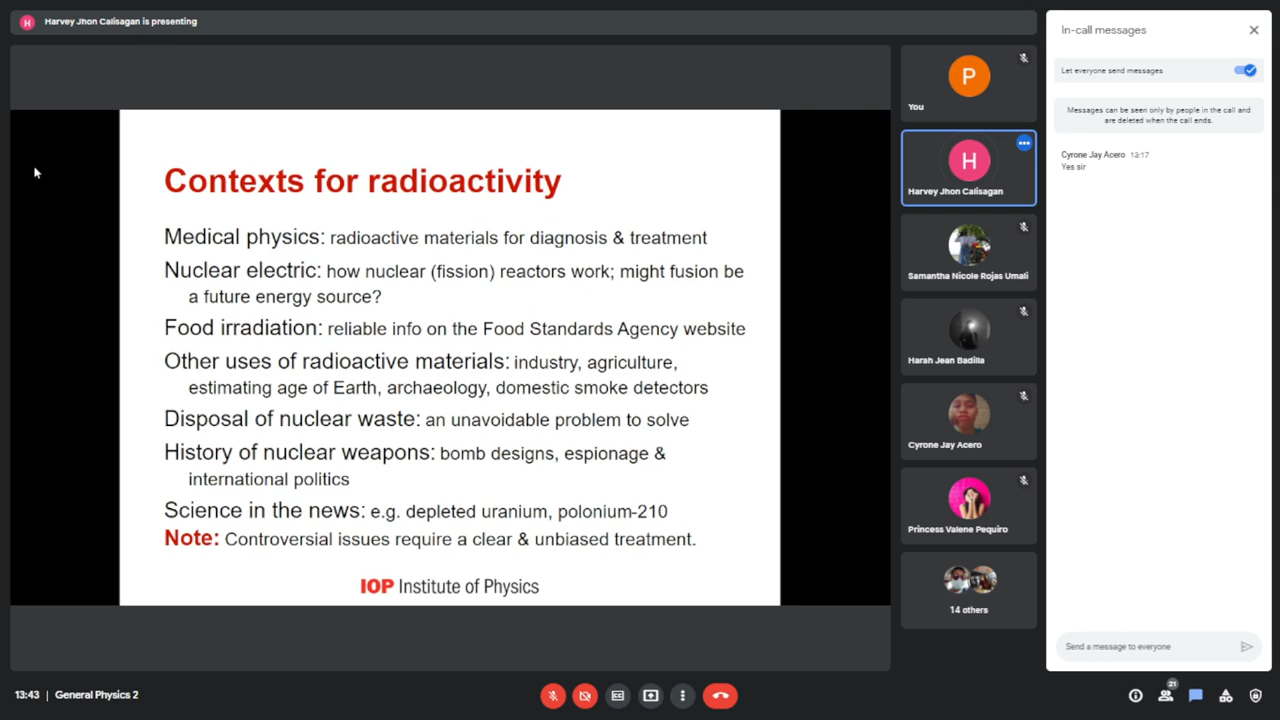 H Harvey Jhon Calisagan is presenting
Contexts for radioactivity
Medical physics: radioactive materials for diagnosis & treatment
Nuclear electric: how nuclear (fission) reactors work; might fusion be
a future energy source?
Food irradiation: reliable info on the Food Standards Agency website
Other uses of radioactive materials: industry, agriculture,
estimating age of Earth, archaeology, domestic smoke detectors
Disposal of nuclear waste: an unavoidable problem to solve
History of nuclear weapons: bomb designs, espionage &
international politics
Science in the news: e.g. depleted uranium, polonium-210
Note: Controversial issues require a clear & unbiased treatment.
IOP Institute of Physics
P
You
H
Harvey Jhon Calisagan
Samantha Nicole Rojas Umali
Harah Jean Badilla
Cyrone Jay Acero
Princess Valene Pequiro
14 others
In-call messages
Let everyone send messages
Messages can be seen only by people in the call and
are deleted when the call ends.
Cyrone Jay Acero 13:17
Yes sir
Send a message to everyone
13:43 | General Physics 2
21